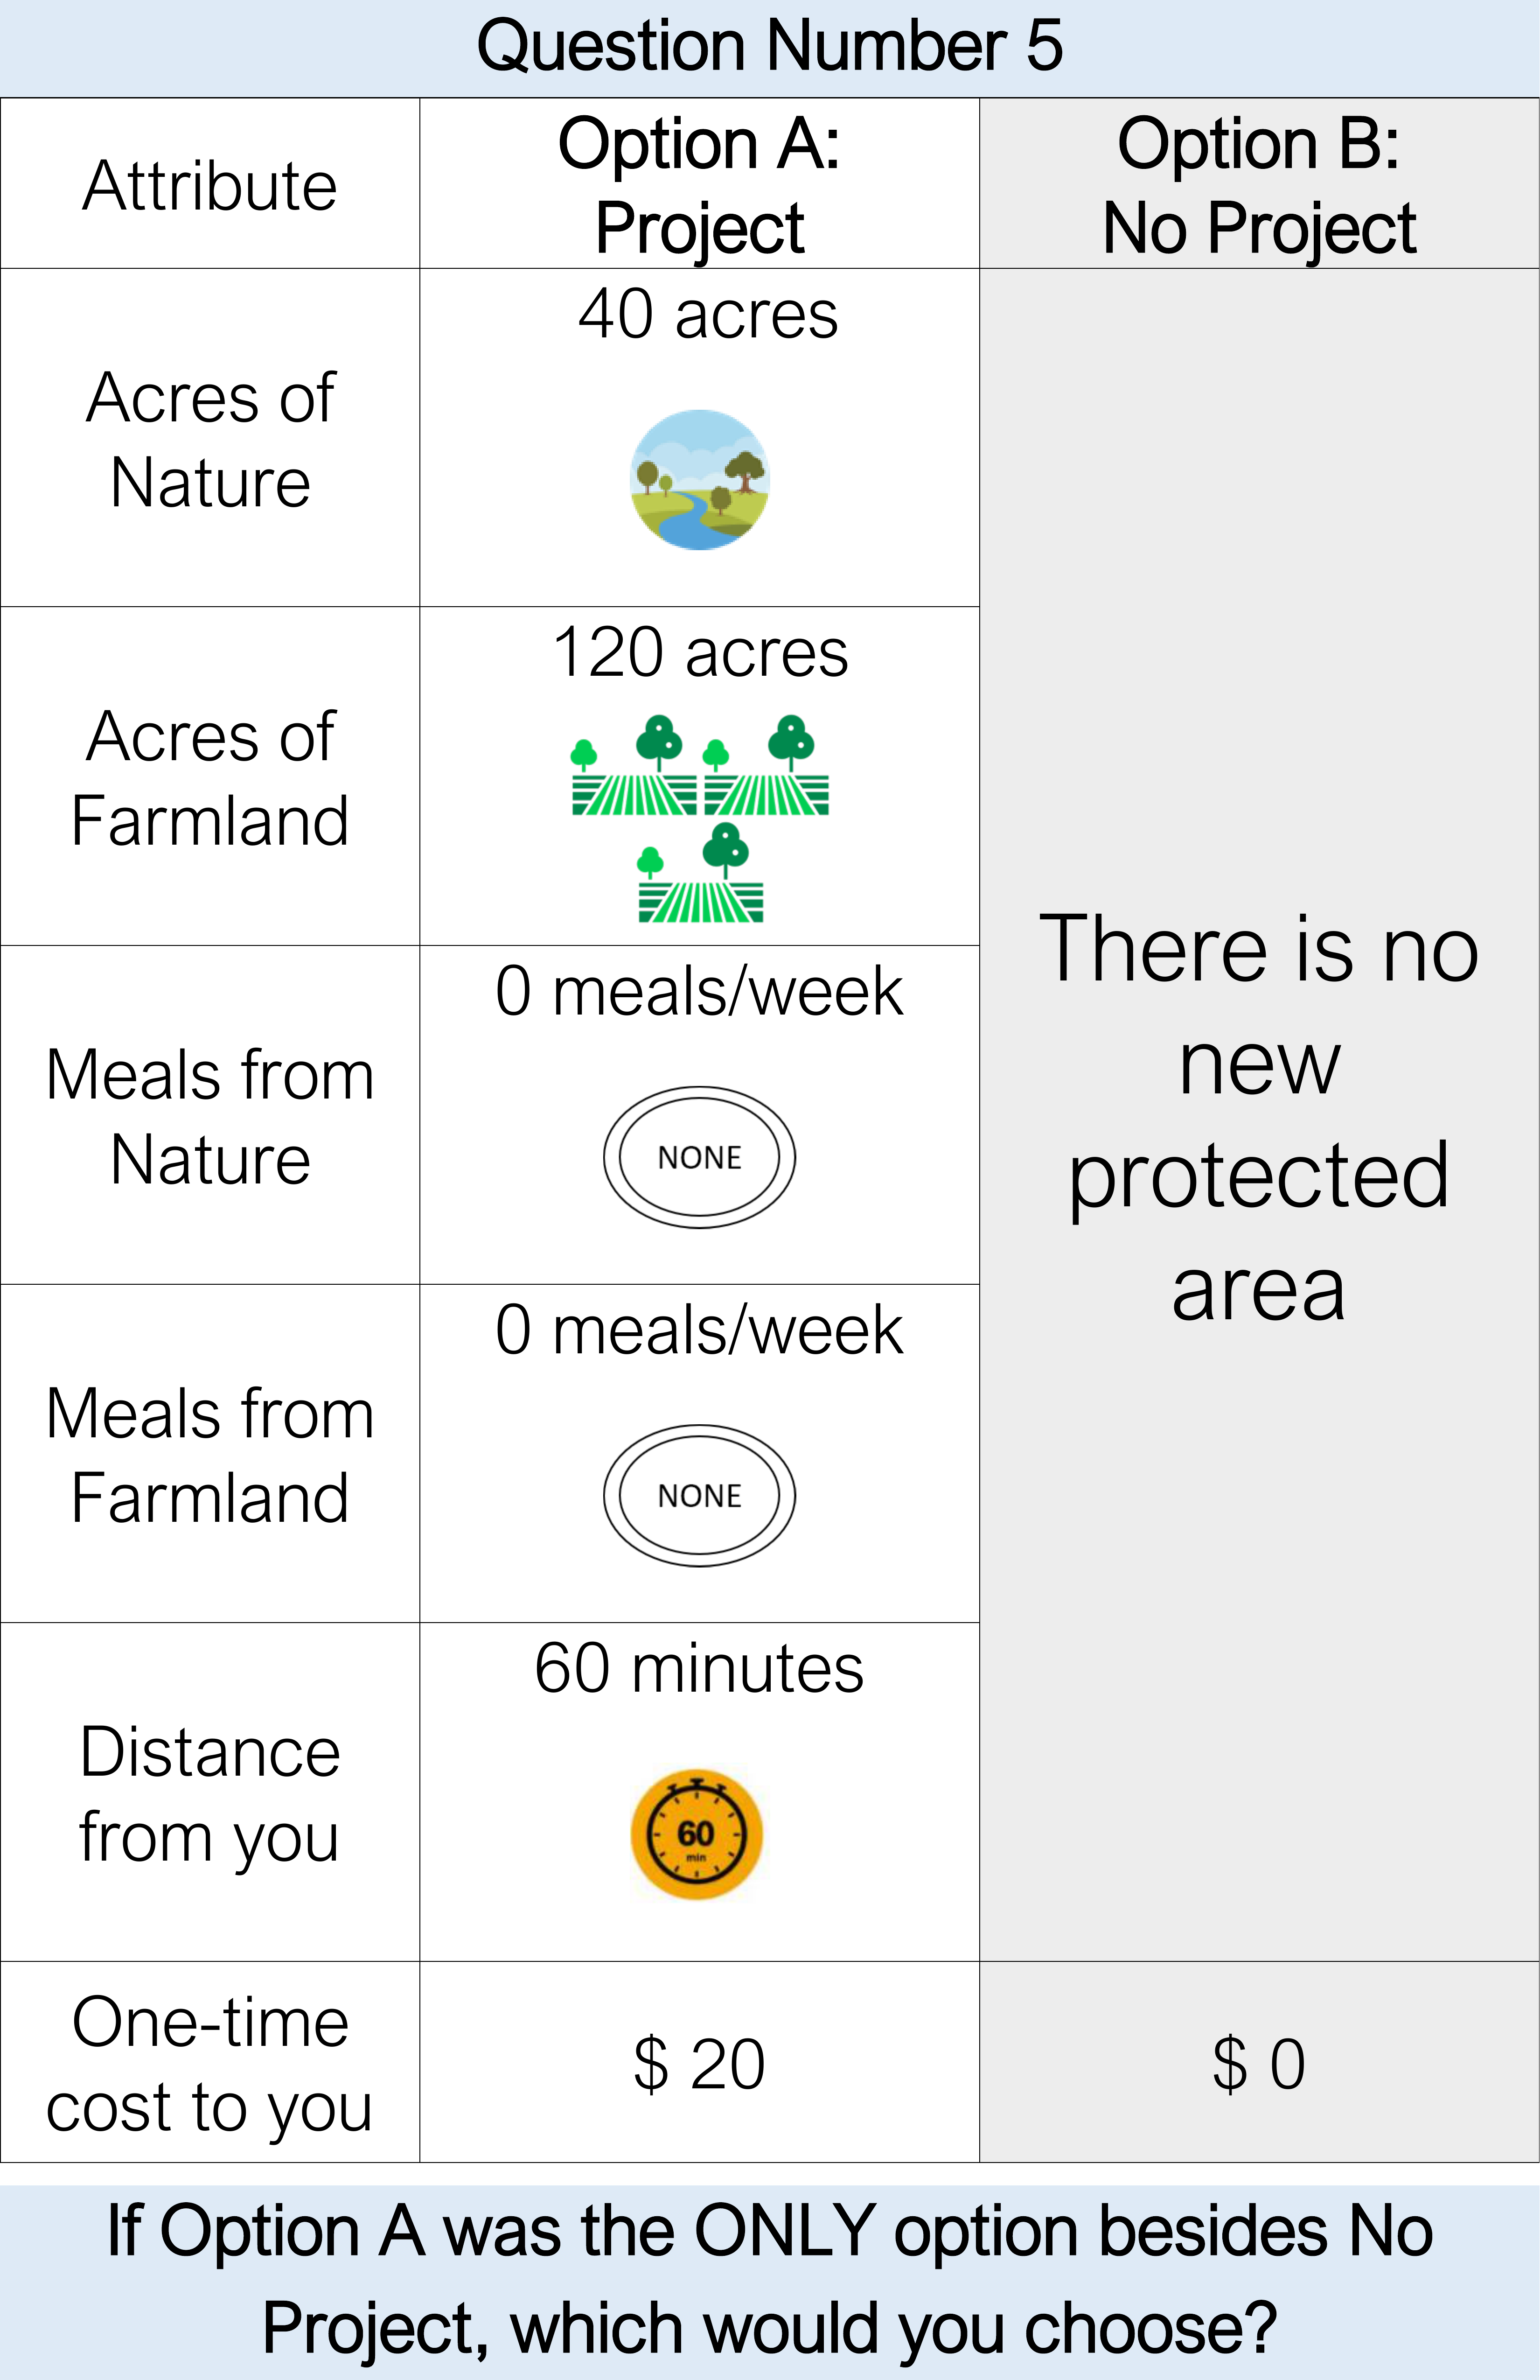 Question Number 5
Attribute
Option A:
Project
Option B:
No Project
Acres of
Nature
40 acres
There is no
new
protected
area
Acres of
Farmland
120 acres
Meals from
Nature
0 meals/week
NONE
Meals from
Farmland
0 meals/week
NONE
Distance
from you
60 minutes
60
min
One-time
cost to you
$ 20
$ 0
If Option A was the ONLY option besides No
Project, which would you choose?